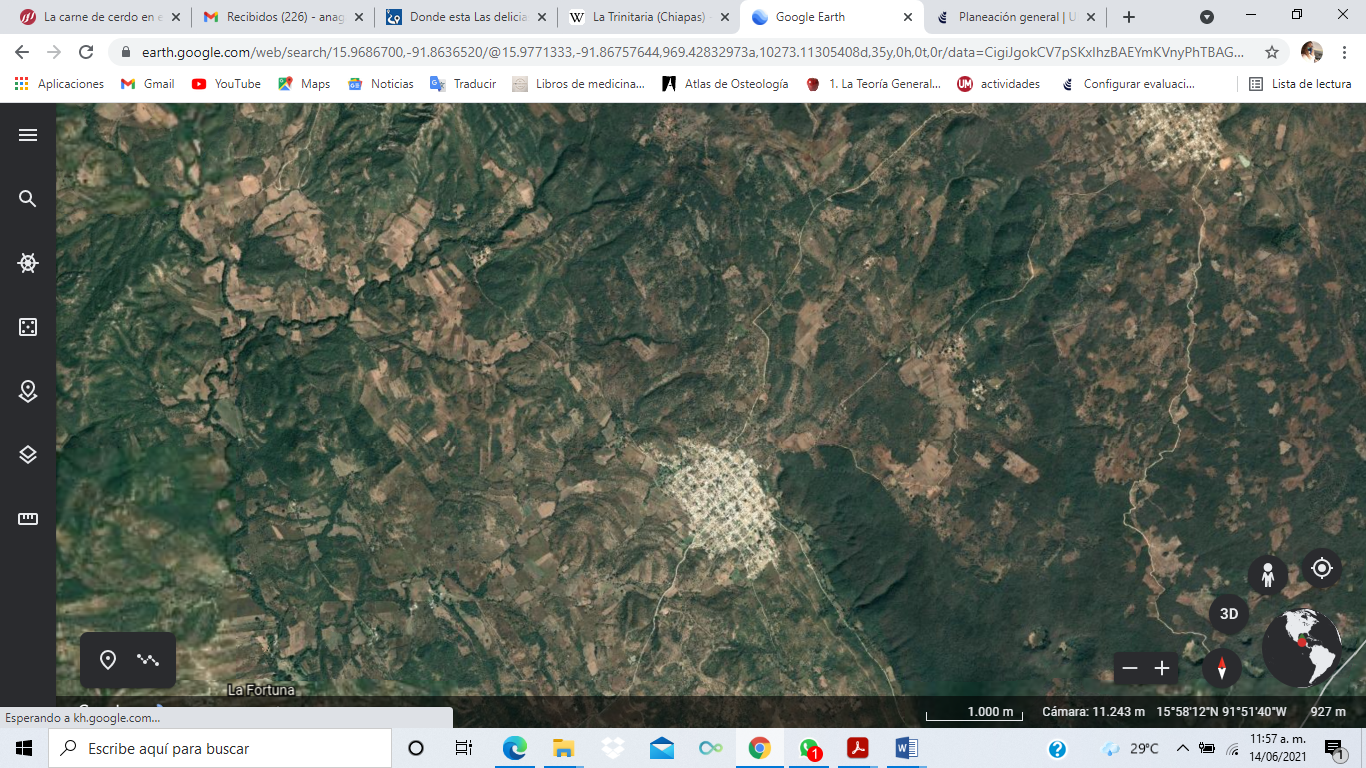 La carne de cerdo en e
Recibidos (226) - anag
Donde esta Las delicia
La Trinitaria (Chiapas) -
Google Earth
Planeación general | U
earth.google.com/web/search/15.9686700,-91.8636520/@15.9771333,-91.86757644,969.42832973a,10273.11305408d,35y,0h,0t,0r/data=CigiJgokCV7pSKxIhzBAEYmKVnyPhTBAG...
Aplicaciones
Gmail
YouTube
Maps
Noticias
Traducir
Libros de medicina...
Atlas de Osteología
1. La Teoría General...
UM
actividades
Configurar evaluaci...
Lista de lectura
3D
La Fortuna
1.000 m
Cámara: 11.243 m
15°58'12"N 91°51'40"W
927 m
Esperando a kh.google.com...
Escribe aquí para buscar
1
29°C
11:57 a. m.
14/06/2021
1